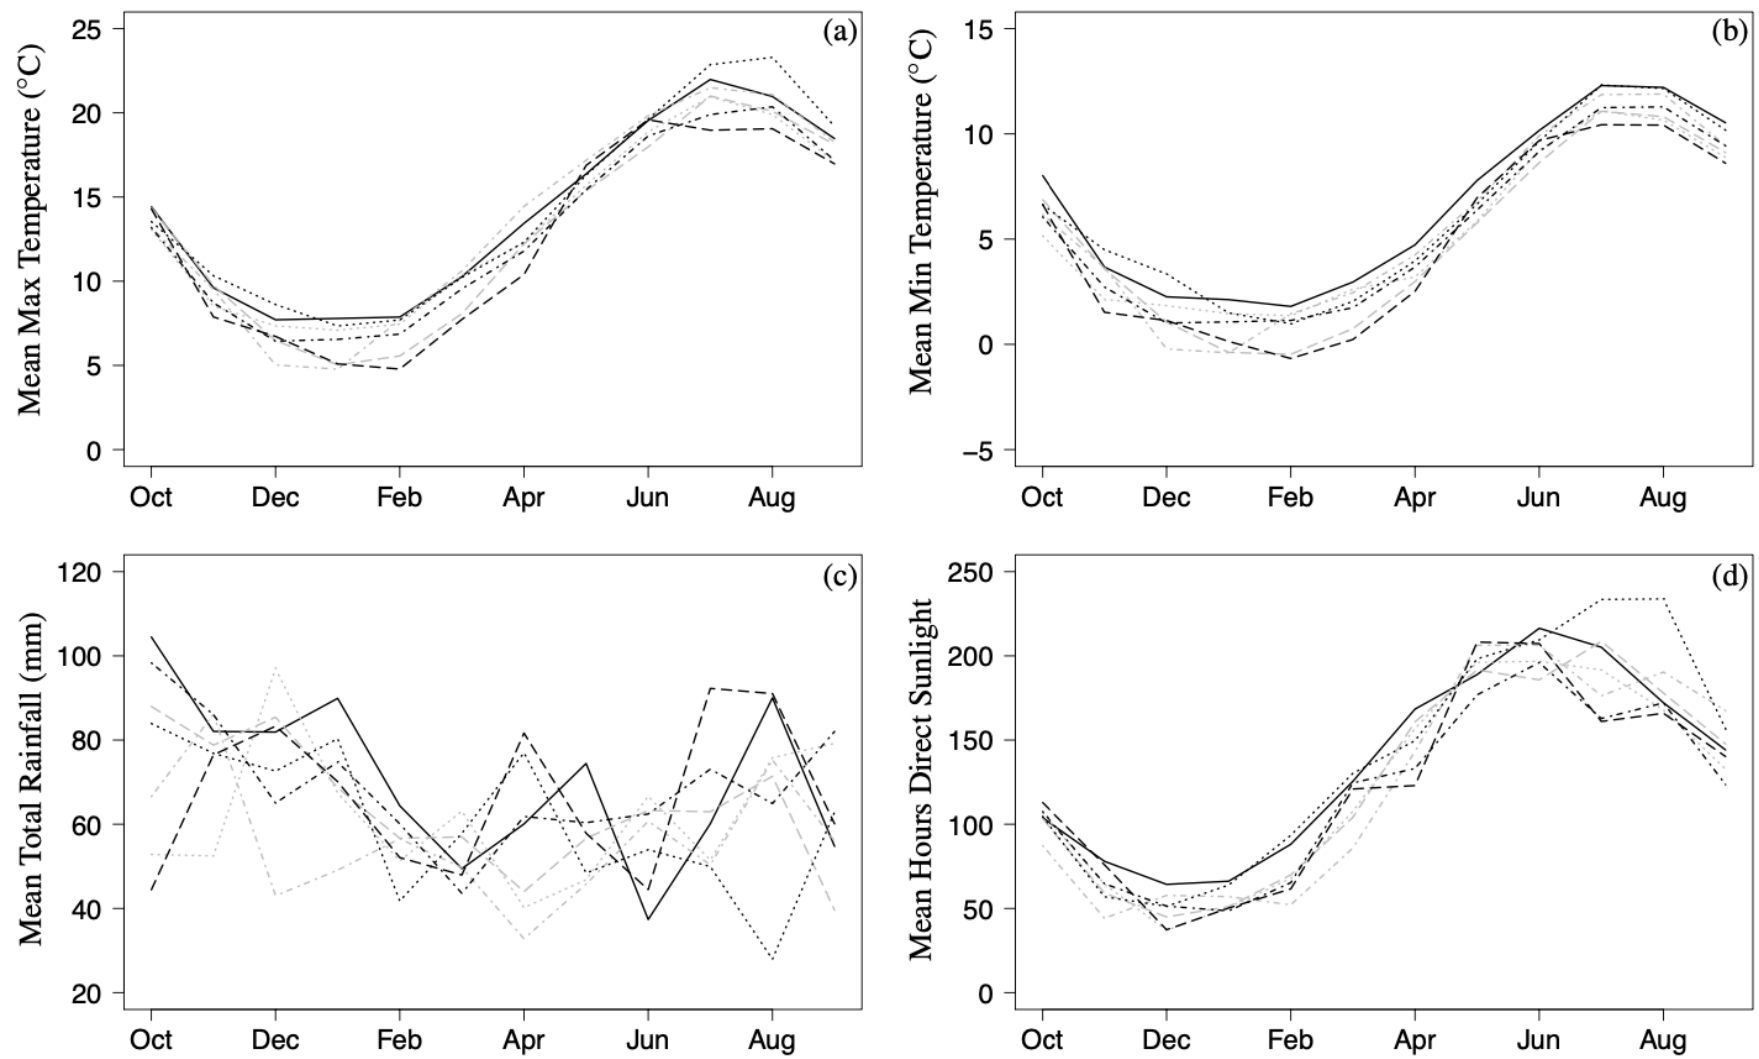 (a)
Mean Max Temperature (°C)
25
20
15
10
5
0
Oct Dec Feb Apr Jun Aug
(b)
Mean Min Temperature (°C)
15
10
5
0
−5
Oct Dec Feb Apr Jun Aug
(c)
Mean Total Rainfall (mm)
120
100
80
60
40
20
Oct Dec Feb Apr Jun Aug
(d)
Mean Hours Direct Sunlight
250
200
150
100
50
0
Oct Dec Feb Apr Jun Aug